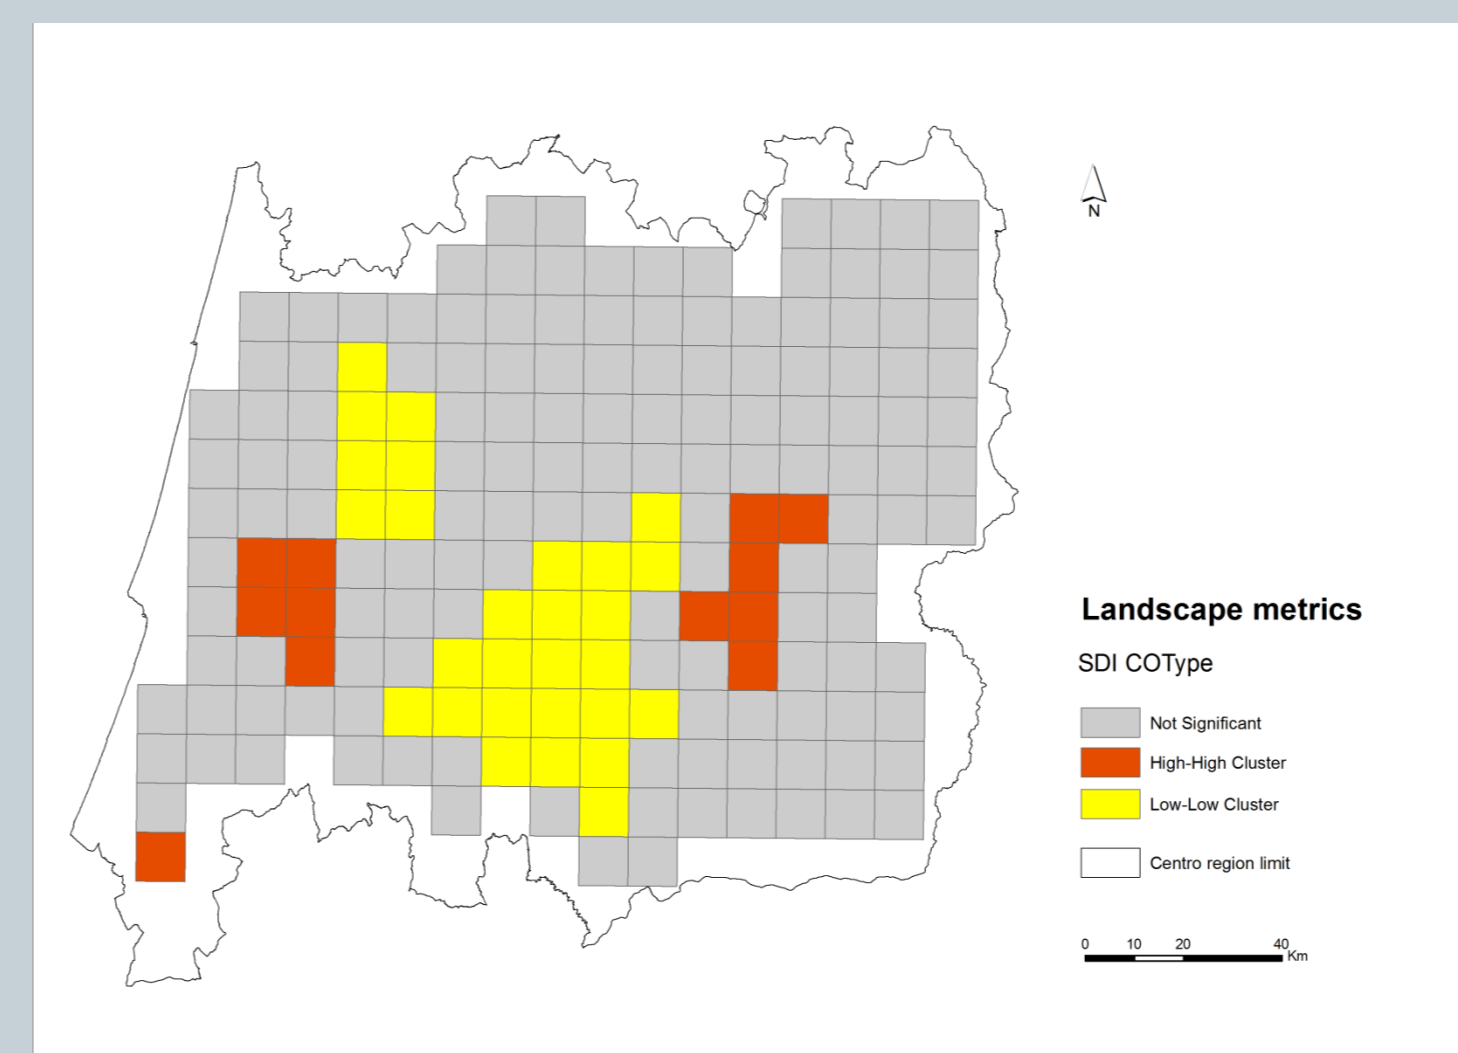 N
Landscape metrics
SDI COType
Not Significant
High-High Cluster
Low-Low Cluster
Centro region limit
0 10 20 40
Km